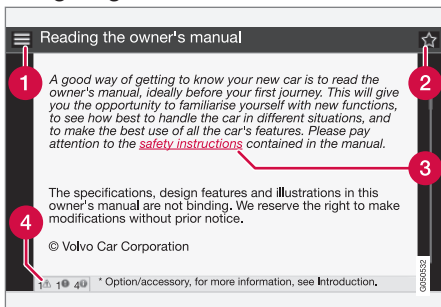 Reading the owner's manual
1
2
A good way of getting to know your new car is to read the
owner's manual, ideally before your first journey. This will give
you the opportunity to familiarise yourself with new functions,
to see how best to handle the car in different situations, and
to make the best use of all the car's features. Please pay
attention to the safety instructions contained in the manual.
3
The specifications, design features and illustrations in this
owner's manual are not binding. We reserve the right to make
modifications without prior notice.
4
© Volvo Car Corporation
1 1 4 * Option/accessory, for more information, see Introduction.
G050532